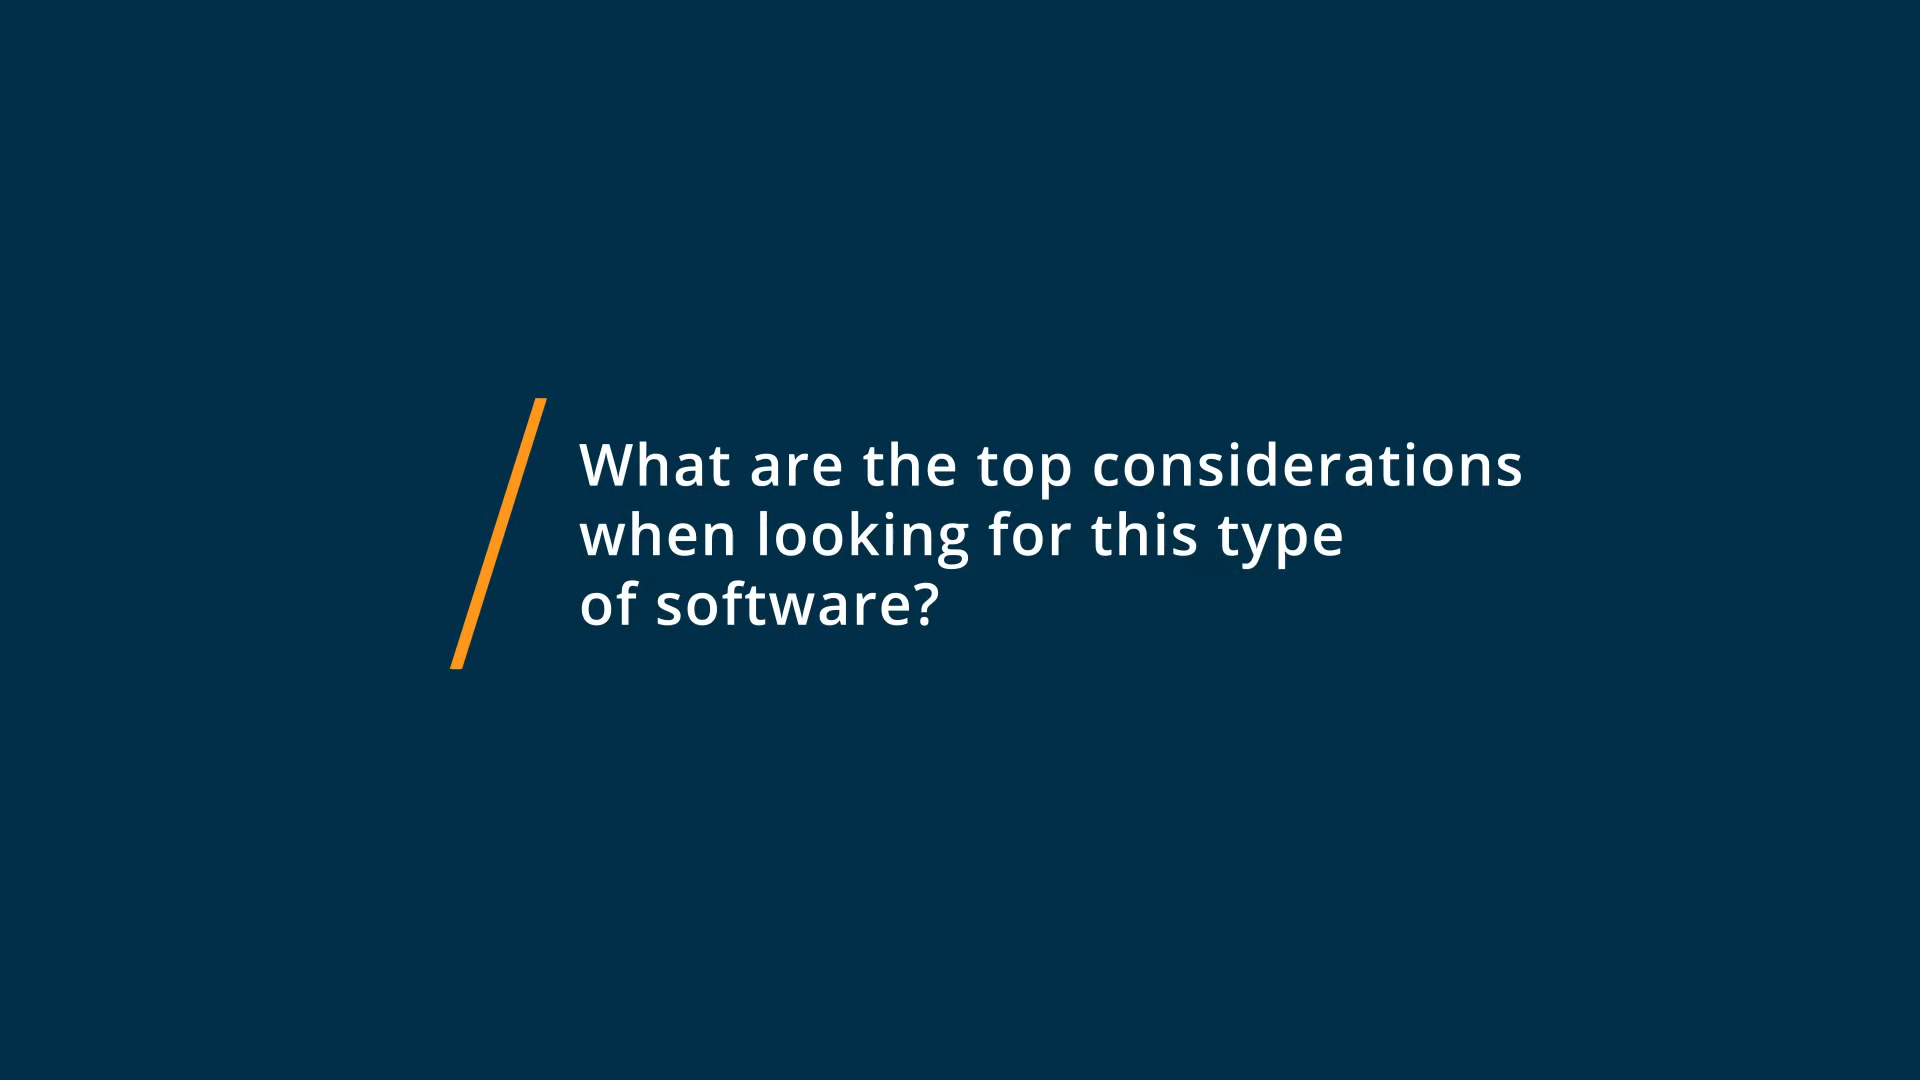 What are the top considerations
when looking for this type
of software?